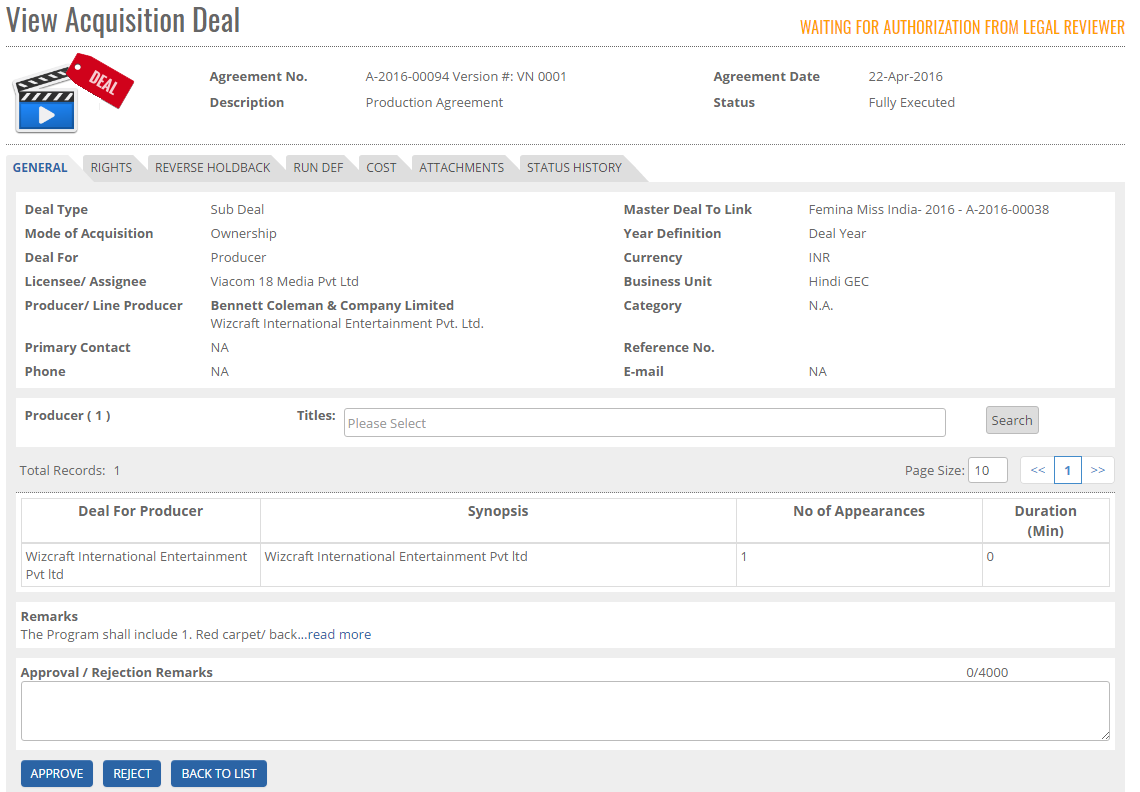 View Acquisition Deal
WAITING FOR AUTHORIZATION FROM LEGAL REVIEWER
DEAL
Agreement No. A-2016-00094 Version #: VN 0001 Agreement Date 22-Apr-2016
Description Production Agreement Status Fully Executed
GENERAL RIGHTS REVERSE HOLDBACK RUN DEF COST ATTACHMENTS STATUS HISTORY
Deal Type Sub Deal Master Deal To Link Femina Miss India- 2016 - A-2016-00038
Mode of Acquisition Ownership Year Definition Deal Year
Deal For Producer Currency INR
Licensee/ Assignee Viacom 18 Media Pvt Ltd Business Unit Hindi GEC
Producer/ Line Producer Bennett Coleman & Company Limited Category N.A.
Wizcraft International Entertainment Pvt. Ltd.
Primary Contact NA Reference No.
Phone NA E-mail NA
Producer ( 1 ) Titles: Please Select Search
Total Records: 1 Page Size: 10 << 1 >>
Deal For Producer Synopsis No of Appearances Duration
(Min)
Wizcraft International Entertainment Wizcraft International Entertainment Pvt ltd 1 0
Pvt ltd
Remarks
The Program shall include 1. Red carpet/ back...read more
Approval / Rejection Remarks 0/4000
APPROVE REJECT BACK TO LIST